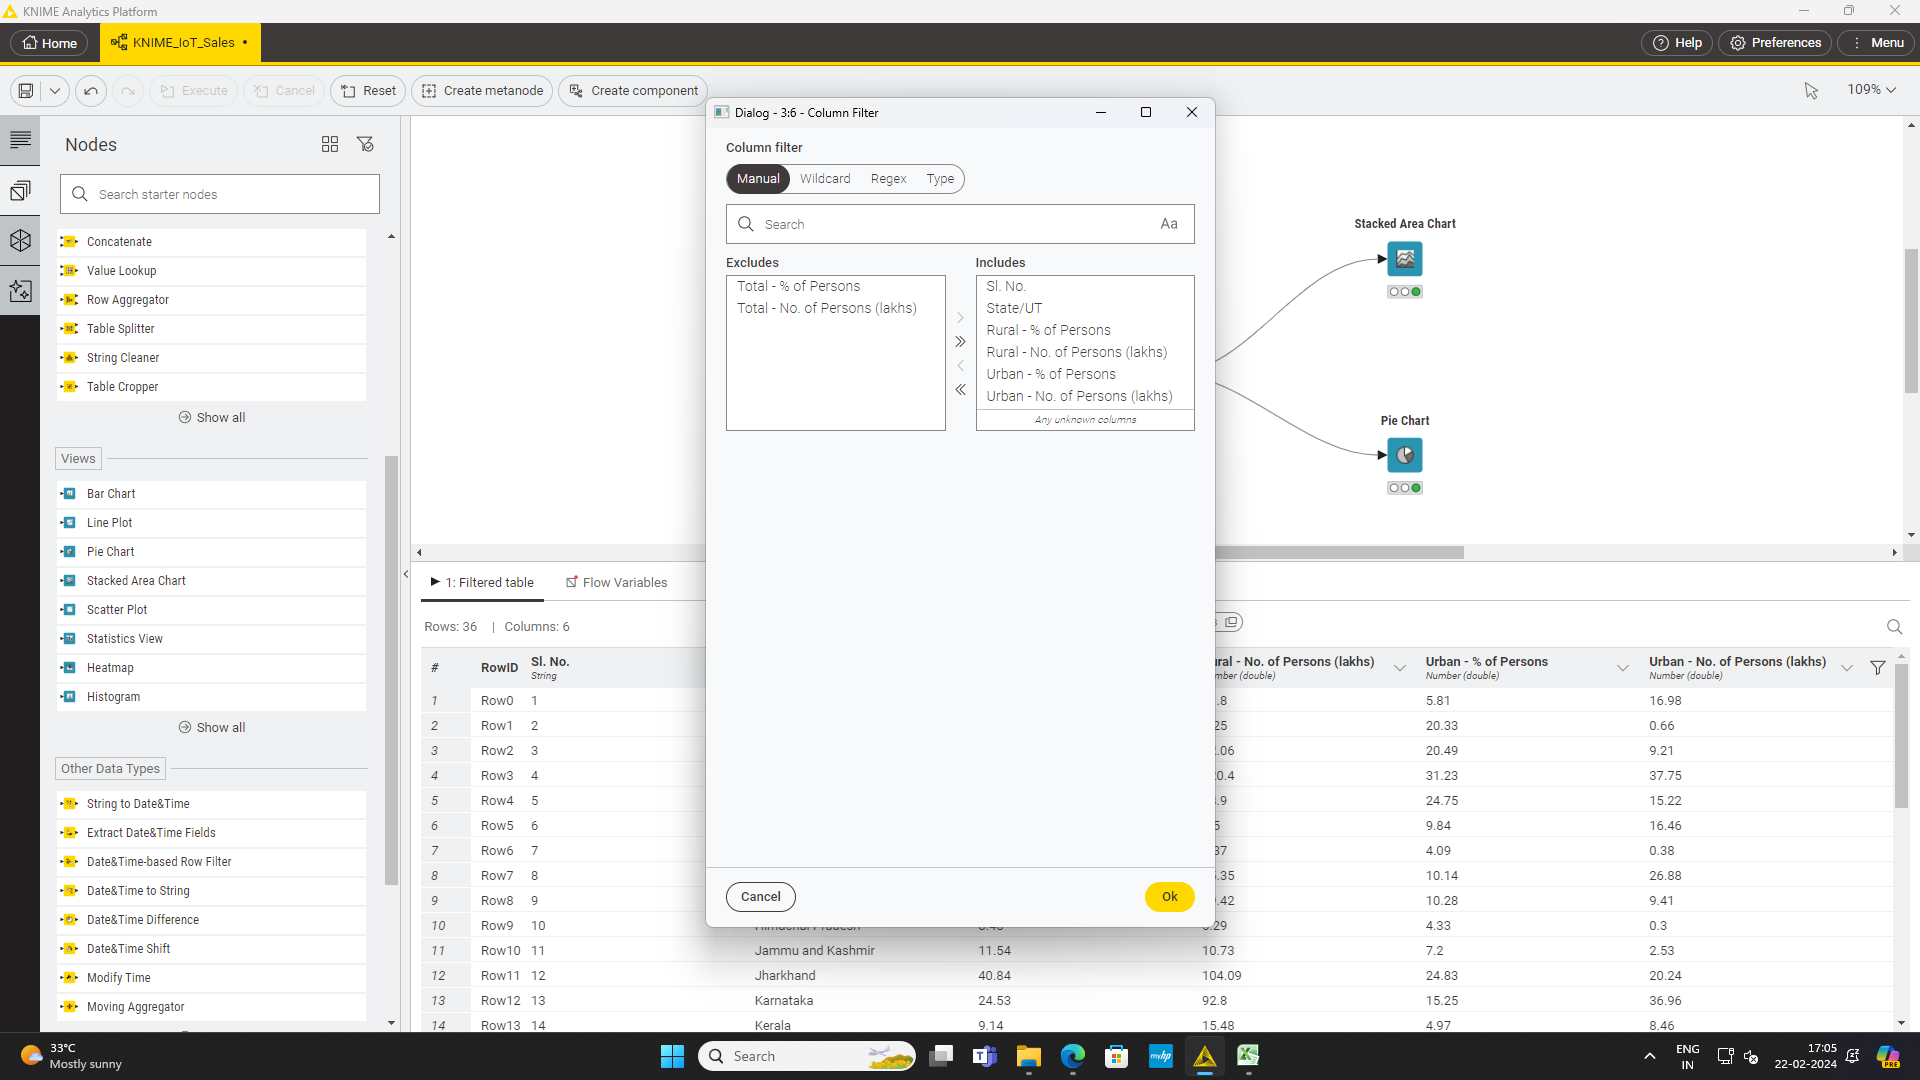 KNIME Analytics Platform
Home
KNIME_IoT_Sales
Help
Preferences
Menu
Execute
Cancel
Reset
Create metanode
Create component
109%
Nodes
Search starter nodes
Concatenate
Value Lookup
Row Aggregator
Table Splitter
String Cleaner
Table Cropper
Show all
Views
Bar Chart
Line Plot
Pie Chart
Stacked Area Chart
Scatter Plot
Statistics View
Heatmap
Histogram
Show all
Other Data Types
String to Date&Time
Extract Date&Time Fields
Date&Time-based Row Filter
Date&Time to String
Date&Time Difference
Date&Time Shift
Modify Time
Moving Aggregator
Dialog - 3:6 - Column Filter
Column filter
Manual Wildcard Regex Type
Search Aa
Excludes
Total - % of Persons
Total - No. of Persons (lakhs)
Includes
Sl. No.
State/UT
Rural - % of Persons
Rural - No. of Persons (lakhs)
Urban - % of Persons
Urban - No. of Persons (lakhs)
Any unknown columns
Cancel
Ok
Stacked Area Chart
Pie Chart
1: Filtered table
Flow Variables
Rows: 36 | Columns: 6
# RowID Sl. No. String ral - No. of Persons (lakhs) mber (double) Urban - % of Persons Number (double) Urban - No. of Persons (lakhs) Number (double)
1 Row0 1 .8 5.81 16.98
2 Row1 2 25 20.33 0.66
3 Row2 3 .06 20.49 9.21
4 Row3 4 0.4 31.23 37.75
5 Row4 5 .9 24.75 15.22
6 Row5 6 5 9.84 16.46
7 Row6 7 37 4.09 0.38
8 Row7 8 .35 10.14 26.88
9 Row8 9 .42 10.28 9.41
10 Row9 10 Himachal Pradesh .29 4.33 0.3
11 Row10 11 Jammu and Kashmir 11.54 10.73 7.2 2.53
12 Row11 12 Jharkhand 40.84 104.09 24.83 20.24
13 Row12 13 Karnataka 24.53 92.8 15.25 36.96
14 Row13 14 Kerala 9.14 15.48 4.97 8.46
33°C
Mostly sunny
Search
myhp
ENG
IN
17:05
22-02-2024
PRE